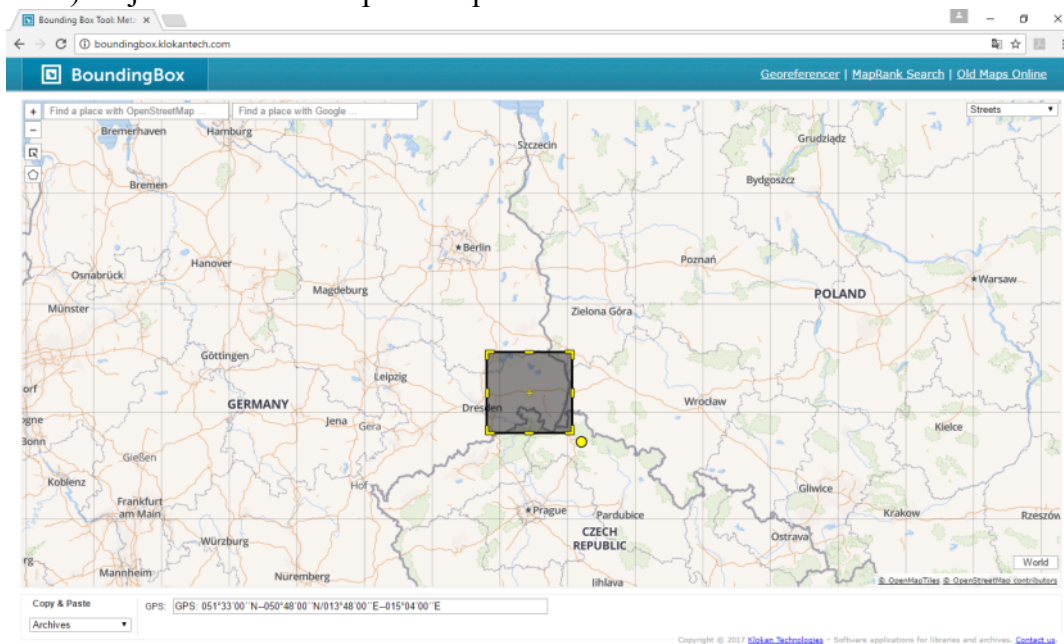 Bounding Box Tool: Meta
boundingbox.klokantech.com
BoundingBox
Georeferencer | MapRank Search | Old Maps Online
+ Find a place with OpenStreetMap ... Find a place with Google ... Streets
−
Bremerhaven Hamburg Szczecin Grudziądz
Bremen Bydgoszcz
Berlin
Osnabrück Hanover Poznań Warsaw
Magdeburg POLAND
Münster Zielona Góra
Göttingen
Leipzig
GERMANY Dresden Wrocław
Jena Gera Kielce
Bonn
Gießen
Koblenz Hof Gliwice
Frankfurt
am Main Prague Pardubice Krakow Rzeszów
CZECH
REPUBLIC
Würzburg Ostrava
World
Mannheim Nuremberg Jihlava
© OpenMapTiles © OpenStreetMap contributors
Copy & Paste
GPS: GPS: 051°33'00''N--050°48'00''N/013°48'00''E--015°04'00''E
Archives
Copyright © 2017 Klokan Technologies - Software applications for libraries and archives. Contact us.